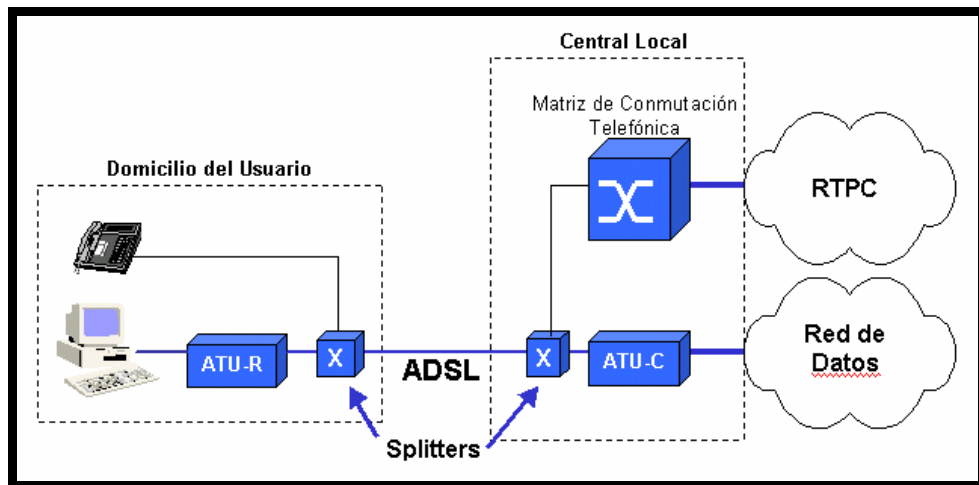 Central Local
Matriz de Conmutación
Telefónica
Domicilio del Usuario
RTPC
ATU-R
X
ADSL
X
ATU-C
Red de
Datos
Splitters